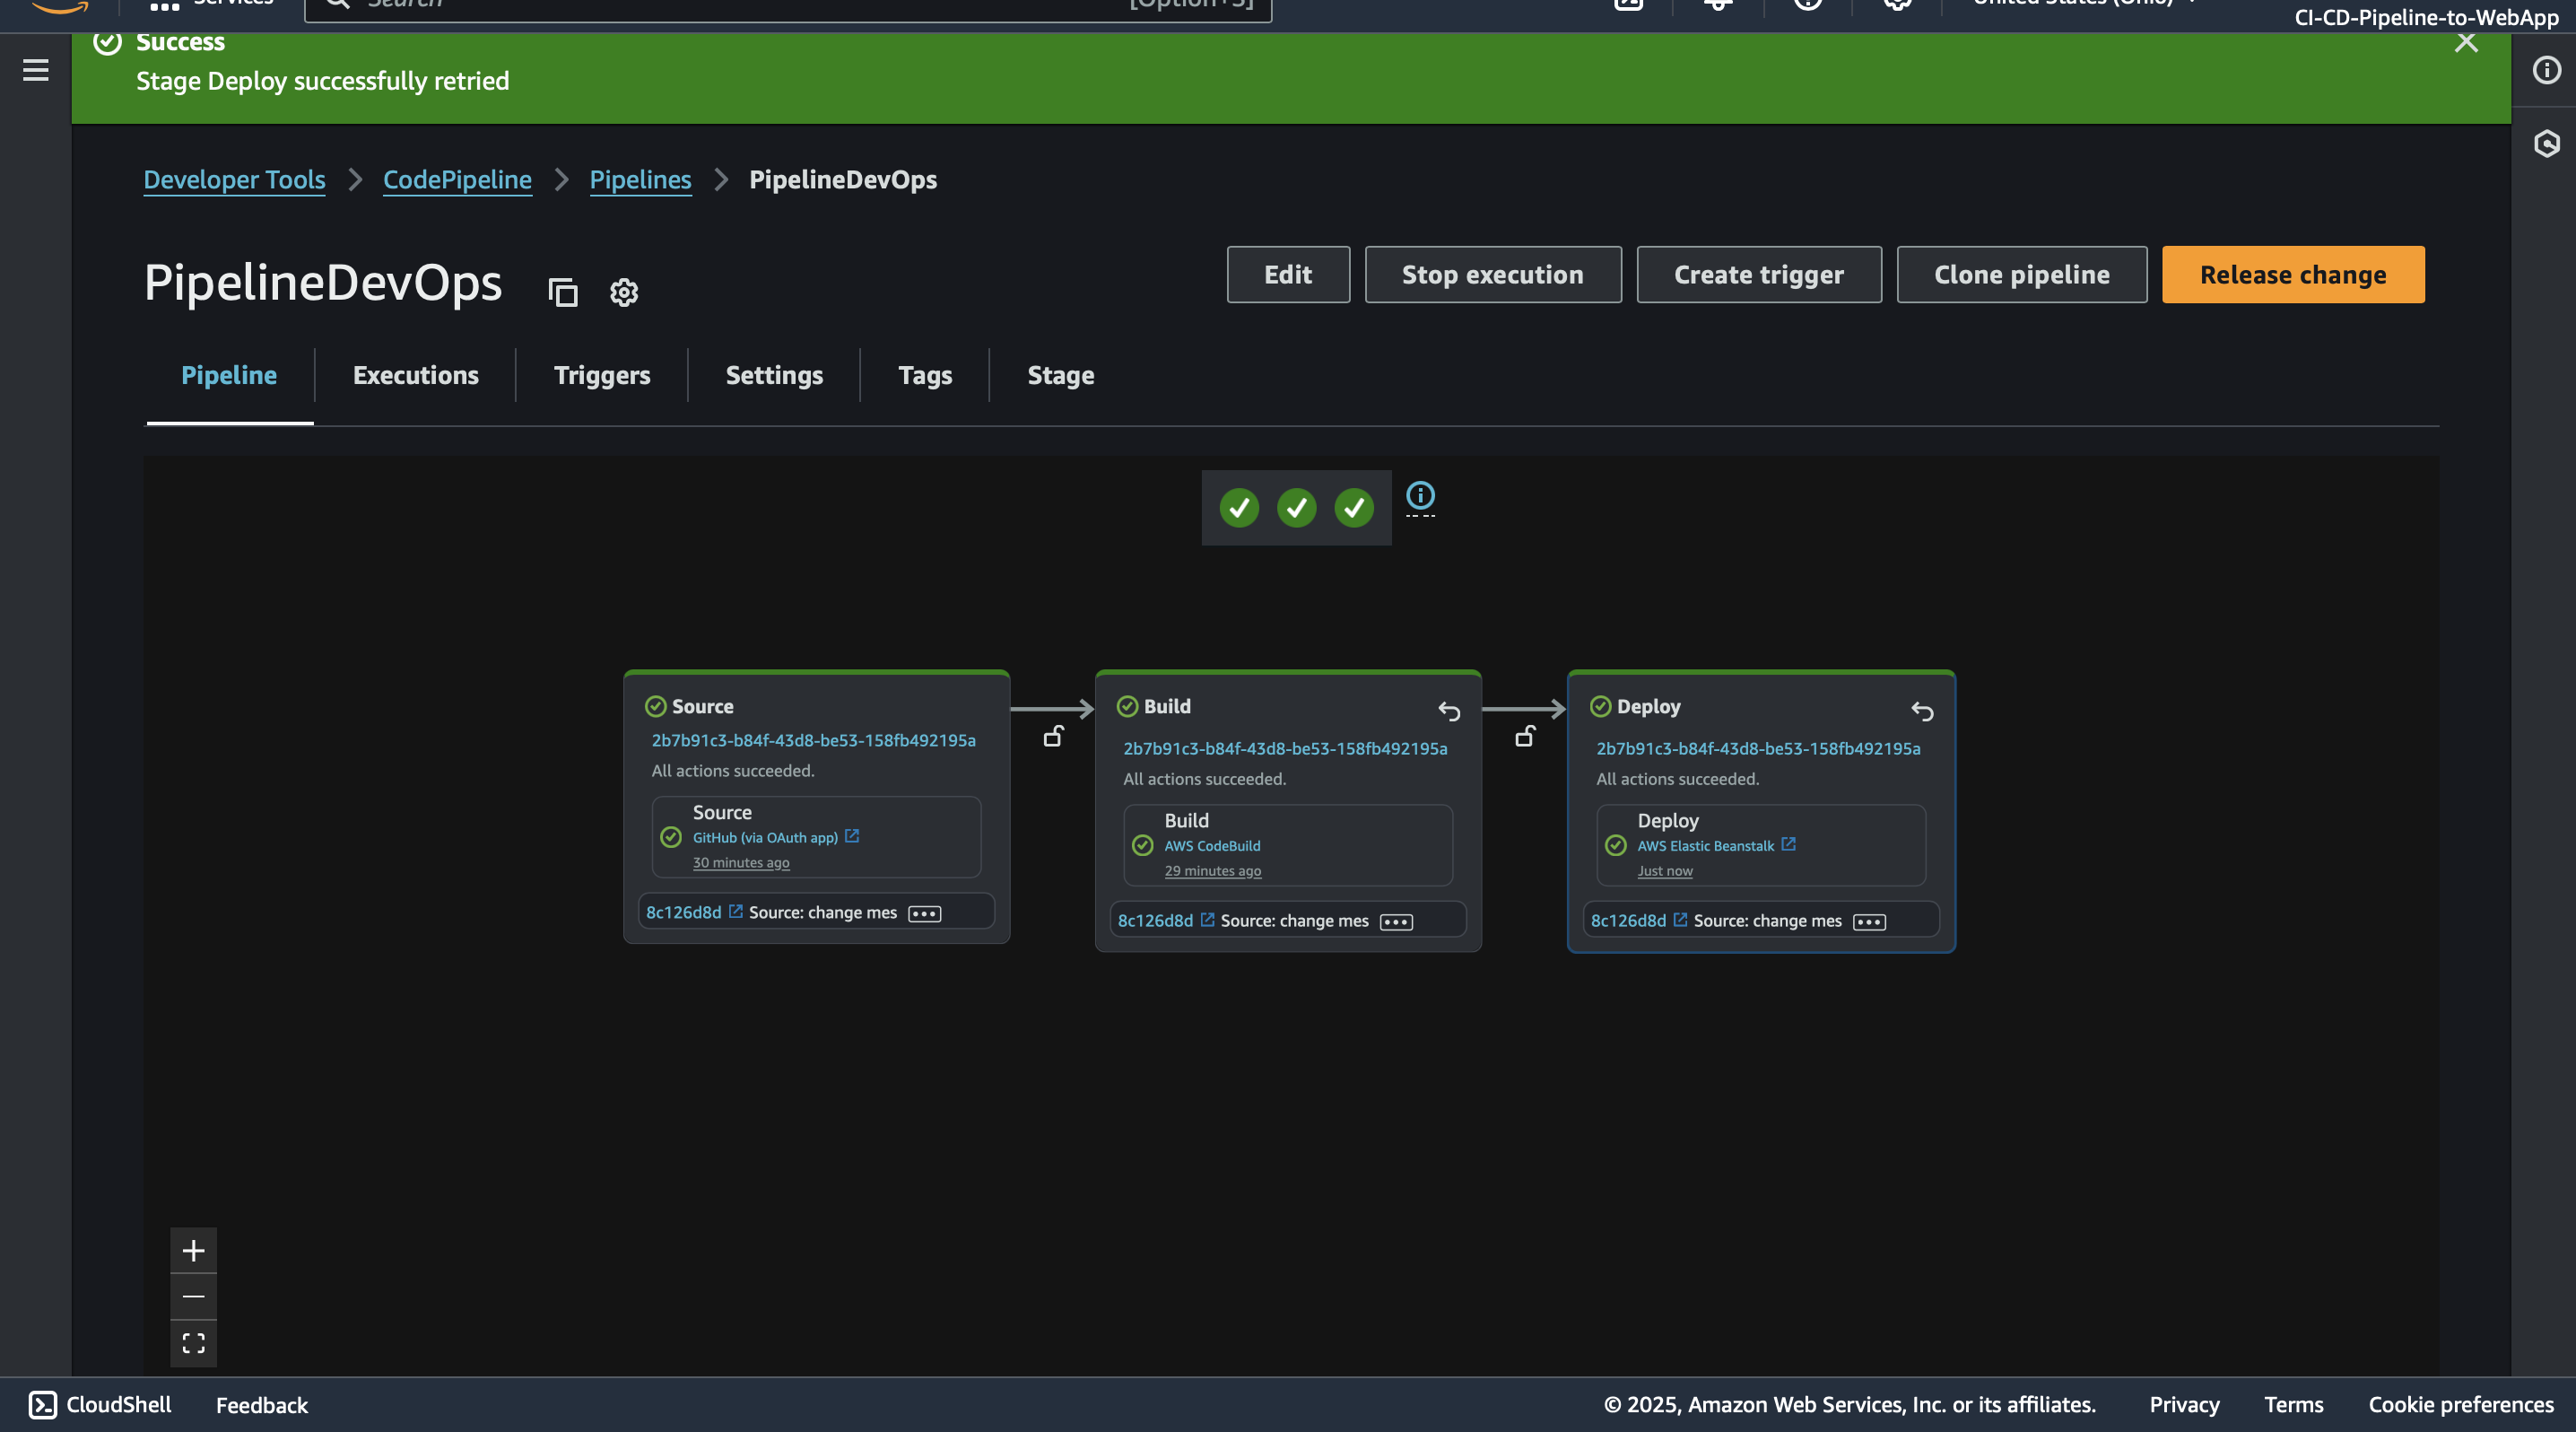 Services
Search
[Option+S]
United States (Ohio)
CI-CD-Pipeline-to-WebApp
Success
Stage Deploy successfully retried
Developer Tools
CodePipeline
Pipelines
PipelineDevOps
PipelineDevOps
Edit
Stop execution
Create trigger
Clone pipeline
Release change
Pipeline
Executions
Triggers
Settings
Tags
Stage
Source
2b7b91c3-b84f-43d8-be53-158fb492195a
All actions succeeded.
Source
GitHub (via OAuth app)
30 minutes ago
8c126d8d Source: change mes
Build
2b7b91c3-b84f-43d8-be53-158fb492195a
All actions succeeded.
Build
AWS CodeBuild
29 minutes ago
8c126d8d Source: change mes
Deploy
2b7b91c3-b84f-43d8-be53-158fb492195a
All actions succeeded.
Deploy
AWS Elastic Beanstalk
Just now
8c126d8d Source: change mes
CloudShell
Feedback
© 2025, Amazon Web Services, Inc. or its affiliates.
Privacy
Terms
Cookie preferences